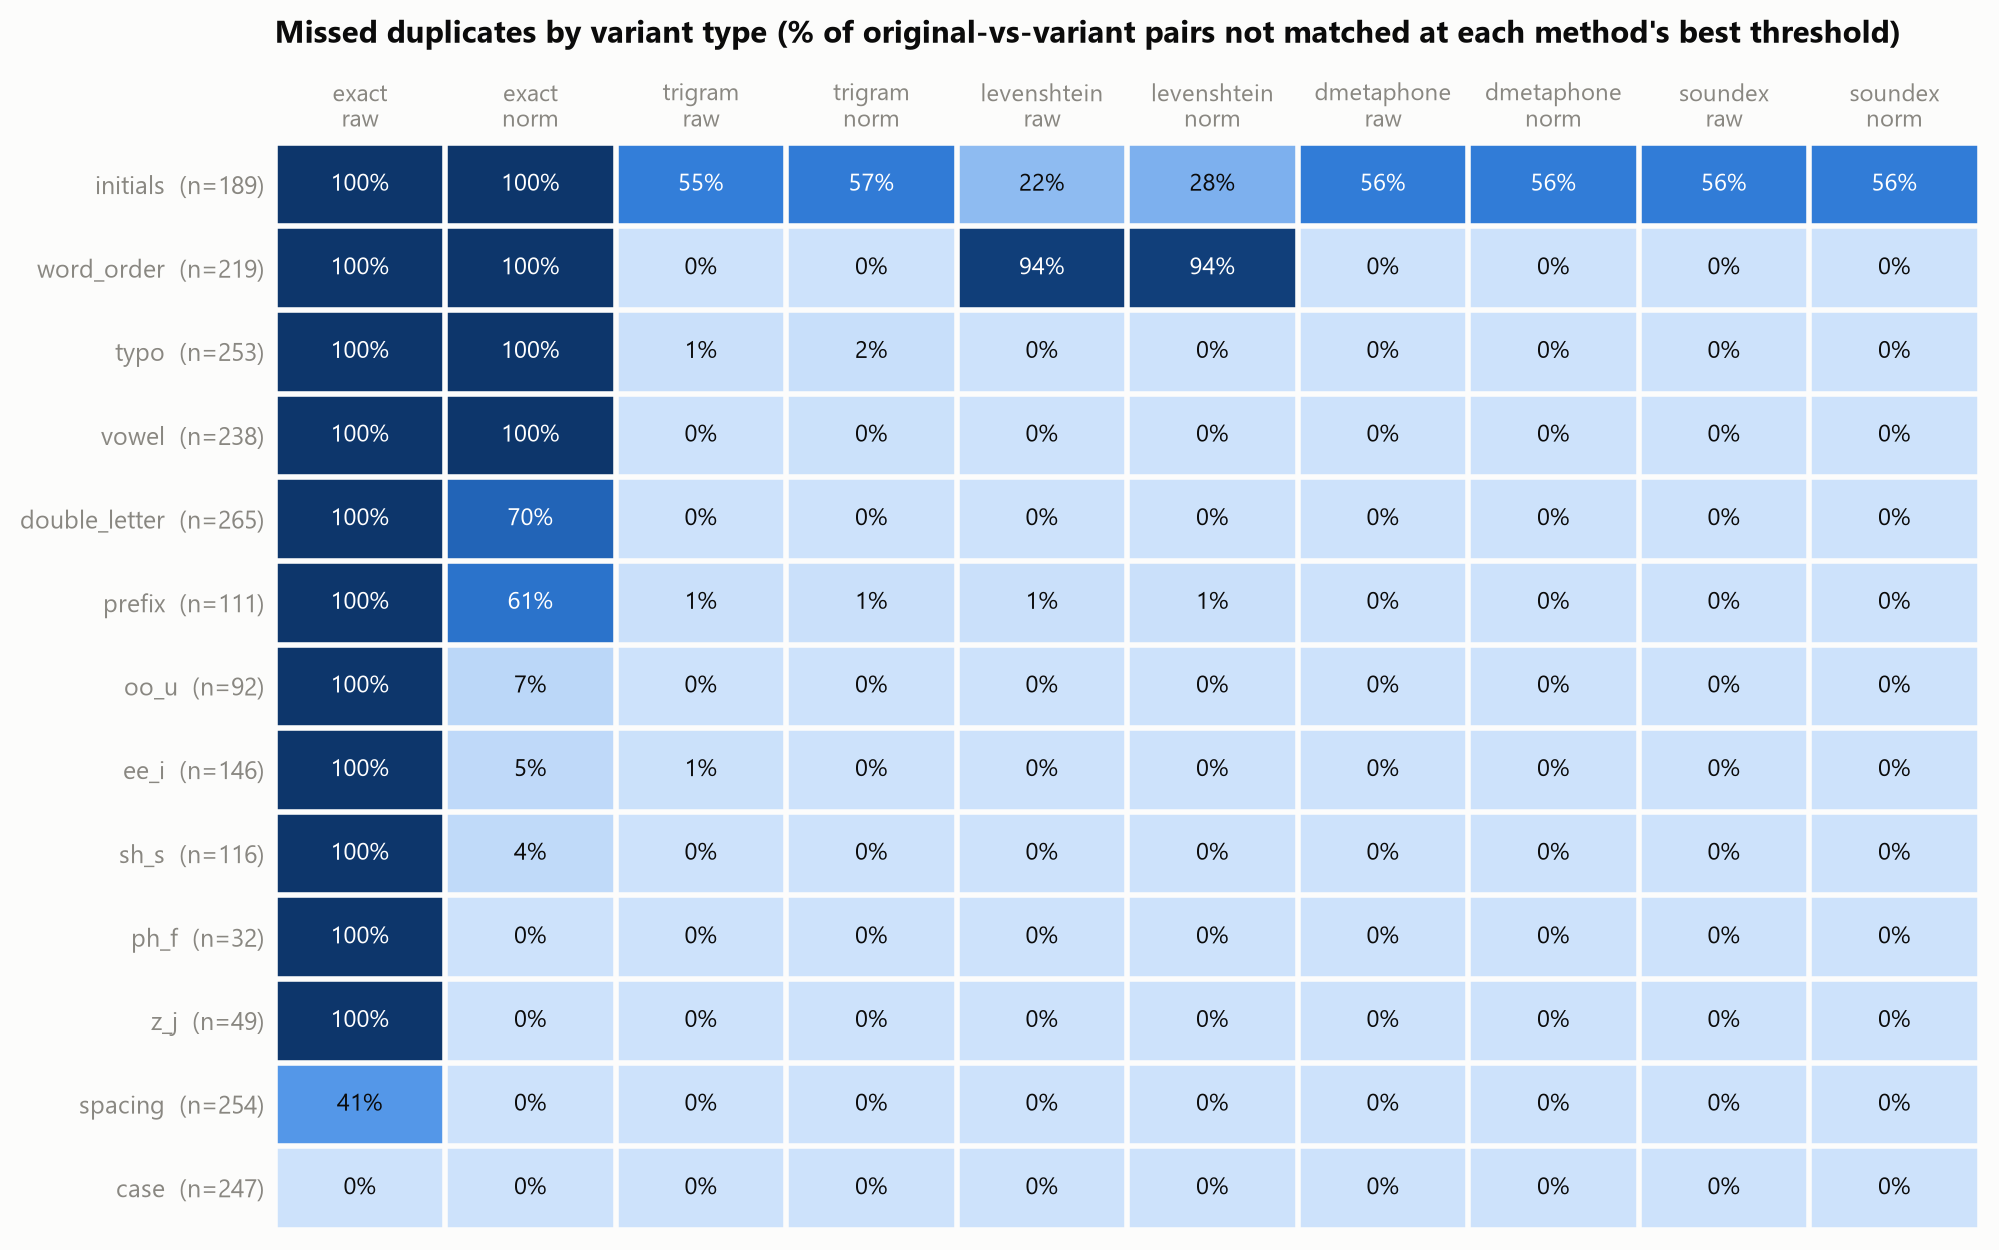 Missed duplicates by variant type (% of original-vs-variant pairs not matched at each method's best threshold)
exact exact trigram trigram levenshtein levenshtein dmetaphone dmetaphone soundex soundex
raw norm raw norm raw norm raw norm raw norm
initials (n=189) 100% 100% 55% 57% 22% 28% 56% 56% 56% 56%
word_order (n=219) 100% 100% 0% 0% 94% 94% 0% 0% 0% 0%
typo (n=253) 100% 100% 1% 2% 0% 0% 0% 0% 0% 0%
vowel (n=238) 100% 100% 0% 0% 0% 0% 0% 0% 0% 0%
double_letter (n=265) 100% 70% 0% 0% 0% 0% 0% 0% 0% 0%
prefix (n=111) 100% 61% 1% 1% 1% 1% 0% 0% 0% 0%
oo_u (n=92) 100% 7% 0% 0% 0% 0% 0% 0% 0% 0%
ee_i (n=146) 100% 5% 1% 0% 0% 0% 0% 0% 0% 0%
sh_s (n=116) 100% 4% 0% 0% 0% 0% 0% 0% 0% 0%
ph_f (n=32) 100% 0% 0% 0% 0% 0% 0% 0% 0% 0%
z_j (n=49) 100% 0% 0% 0% 0% 0% 0% 0% 0% 0%
spacing (n=254) 41% 0% 0% 0% 0% 0% 0% 0% 0% 0%
case (n=247) 0% 0% 0% 0% 0% 0% 0% 0% 0% 0%